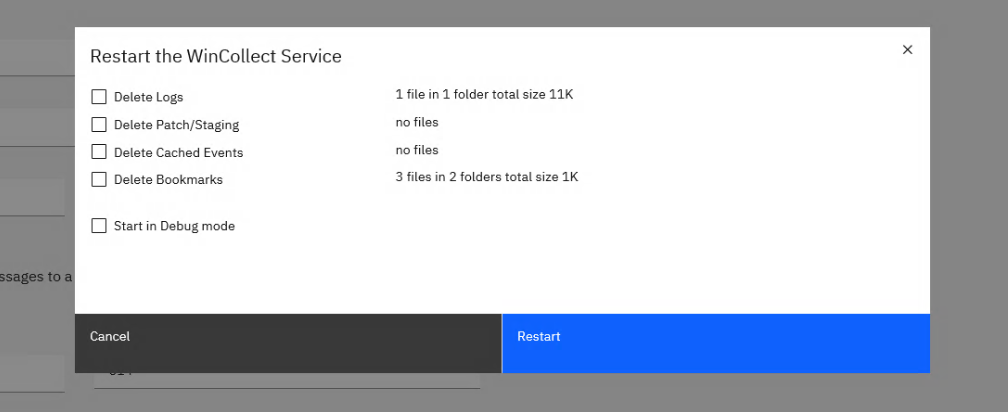 Restart the WinCollect Service
Delete Logs 1 file in 1 folder total size 11K
Delete Patch/Staging no files
Delete Cached Events no files
Delete Bookmarks 3 files in 2 folders total size 1K
Start in Debug mode
ssages to a
Cancel Restart